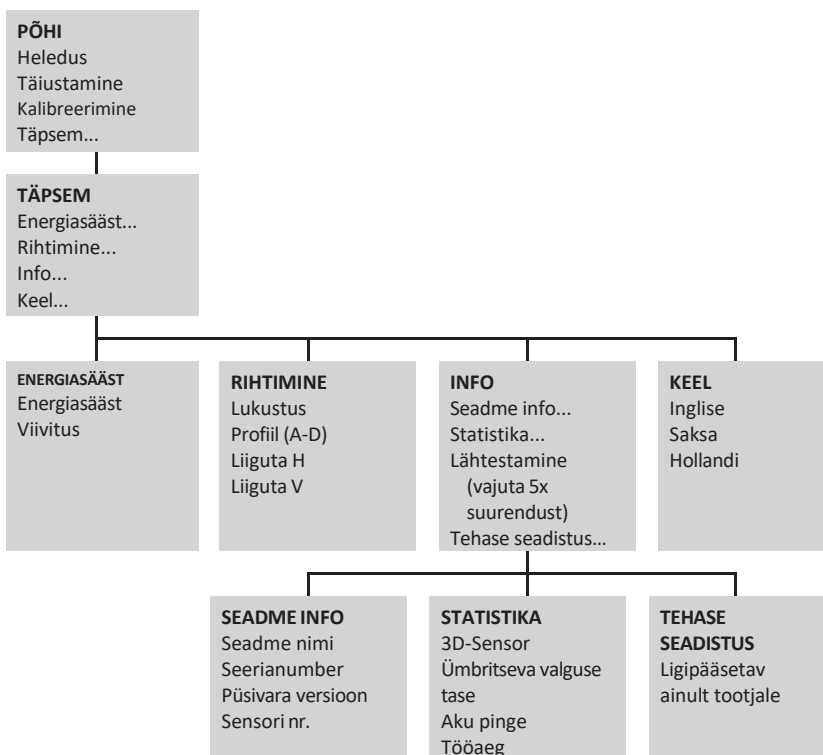 PÕHI
Heledus
Täiustamine
Kalibreerimine
Täpsem...
TÄPSEM
Energiasääst...
Rihtimine...
Info...
Keel...
ENERGIASÄÄST
Energiasääst
Viivitus
RIHTIMINE
Lukustus
Profiil (A-D)
Liiguta H
Liiguta V
INFO
Seadme info...
Statistika...
Lähtestamine
(vajuta 5x
suurendust)
Tehase seadistus...
KEEL
Inglise
Saksa
Hollandi
SEADME INFO
Seadme nimi
Seerianumber
Püsivara versioon
Sensori nr.
STATISTIKA
3D-Sensor
Ümbritseva valguse
tase
Aku pinge
Tööaeg
TEHASE
SEADISTUS
Ligipääsetav
ainult tootjale